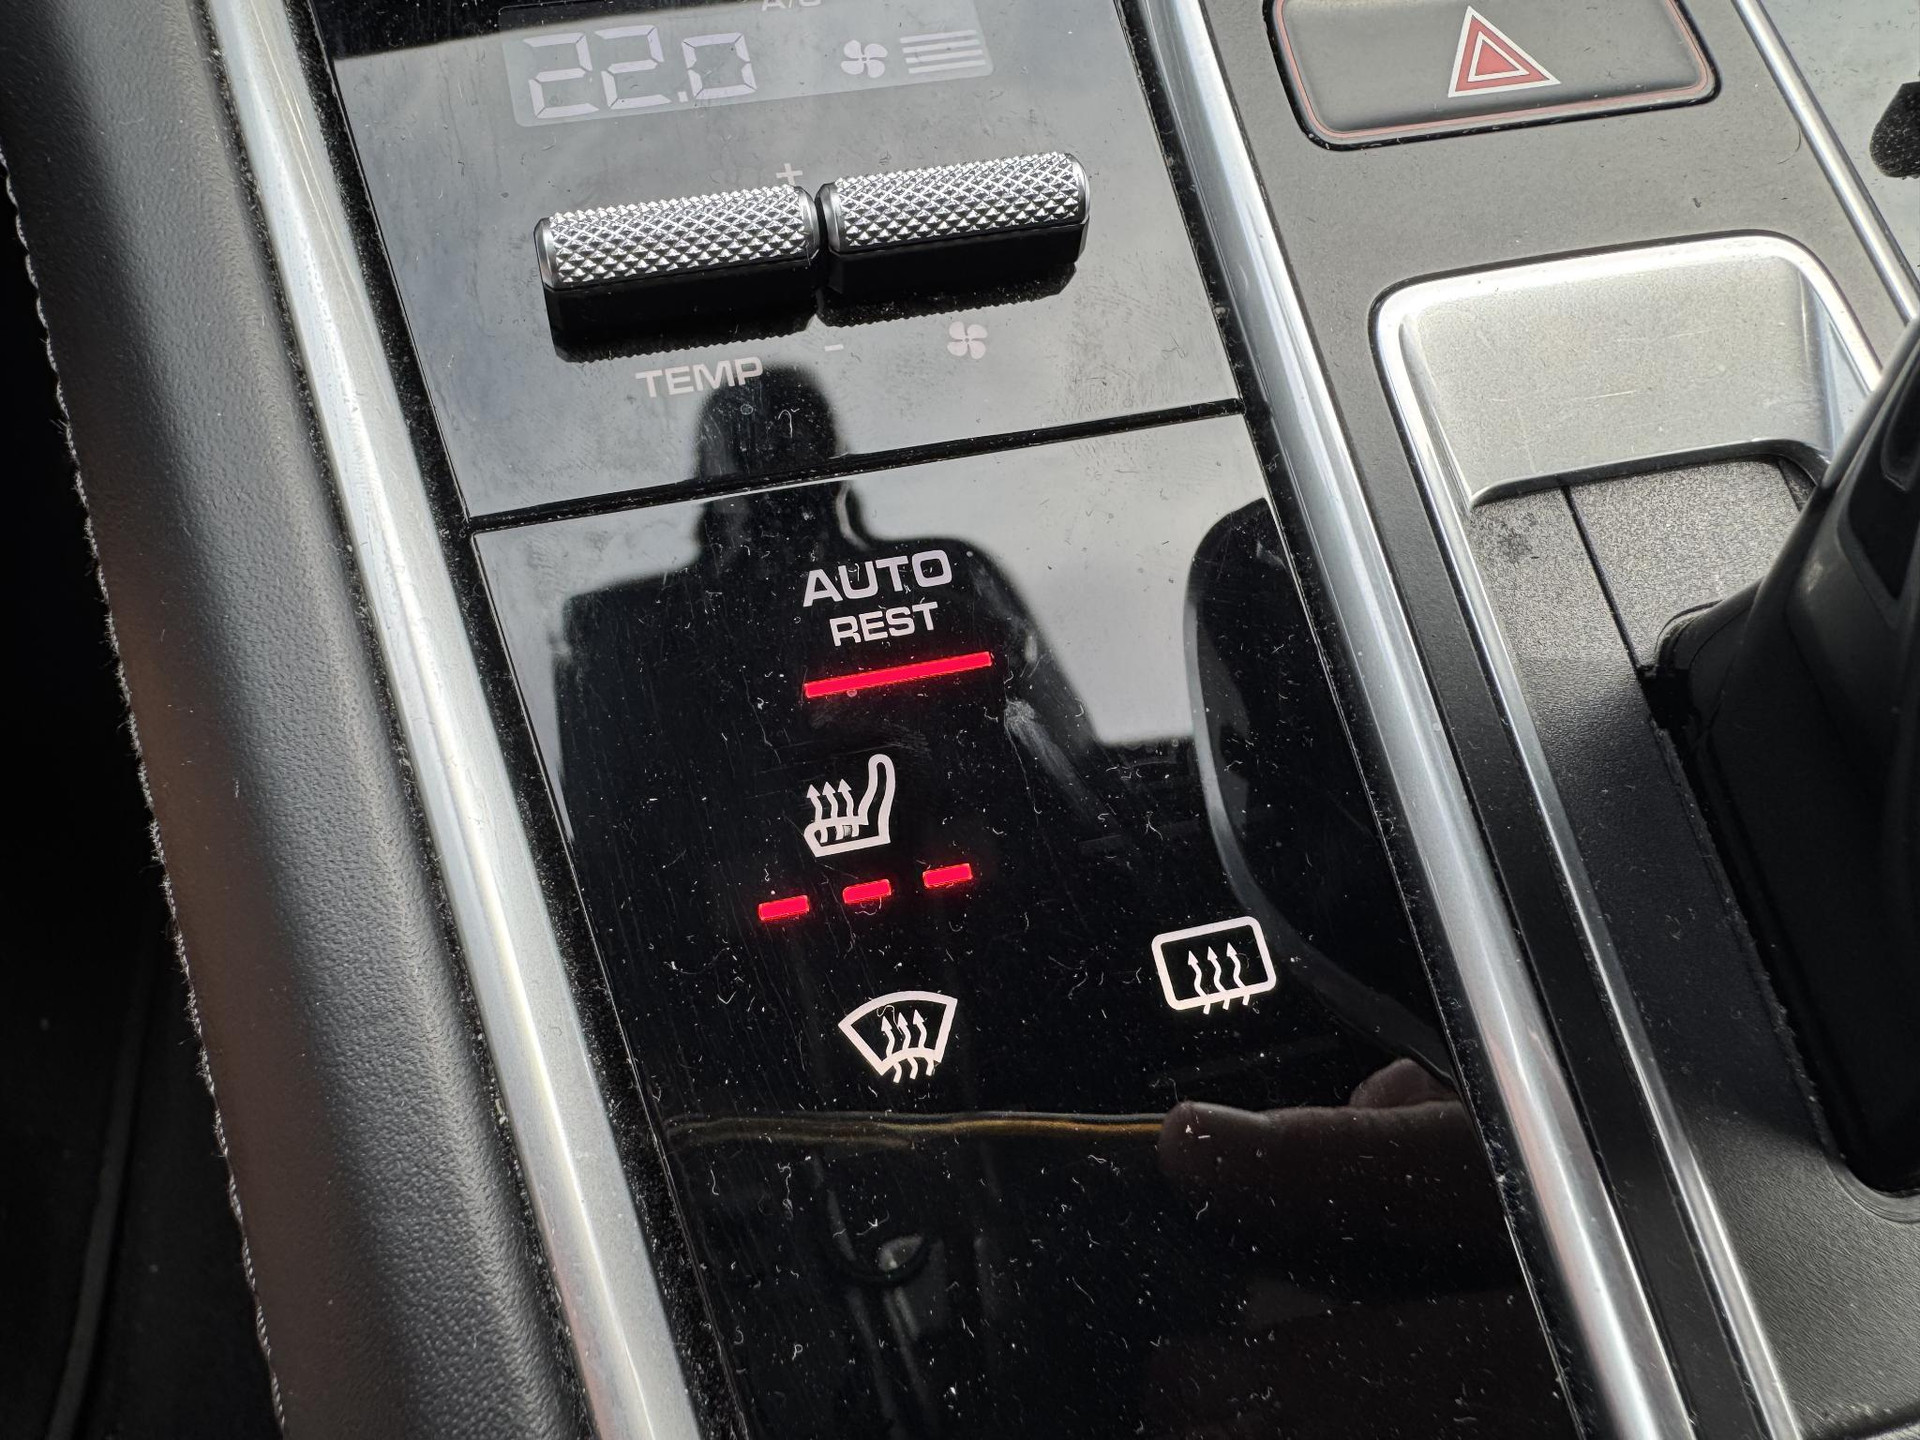 A/C
22.0
+
-
TEMP
AUTO
REST